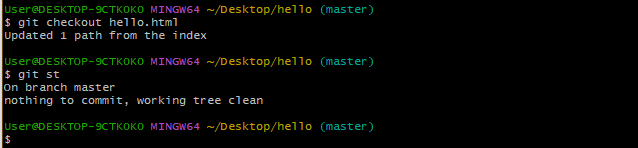 User@DESKTOP-9CTKOKO MINGW64 ~/Desktop/hello (master)
$ git checkout hello.html
Updated 1 path from the index
User@DESKTOP-9CTKOKO MINGW64 ~/Desktop/hello (master)
$ git st
On branch master
nothing to commit, working tree clean
User@DESKTOP-9CTKOKO MINGW64 ~/Desktop/hello (master)
$